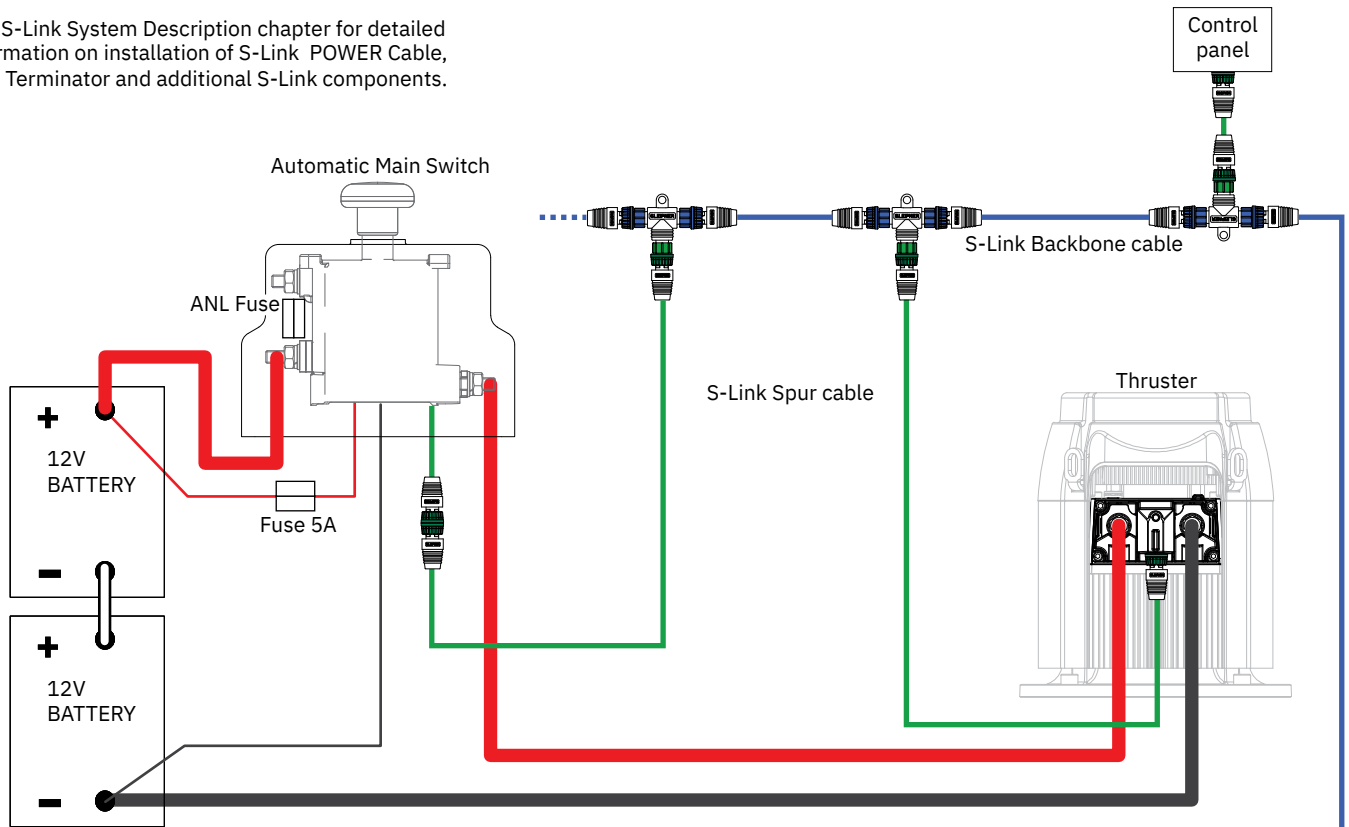 S-Link System Description chapter for detailed
rmation on installation of S-Link POWER Cable,
Terminator and additional S-Link components.
Control
panel
Automatic Main Switch
S-Link Backbone cable
ANL Fuse
Thruster
S-Link Spur cable
+
12V
BATTERY
Fuse 5A
-
+
12V
BATTERY
-